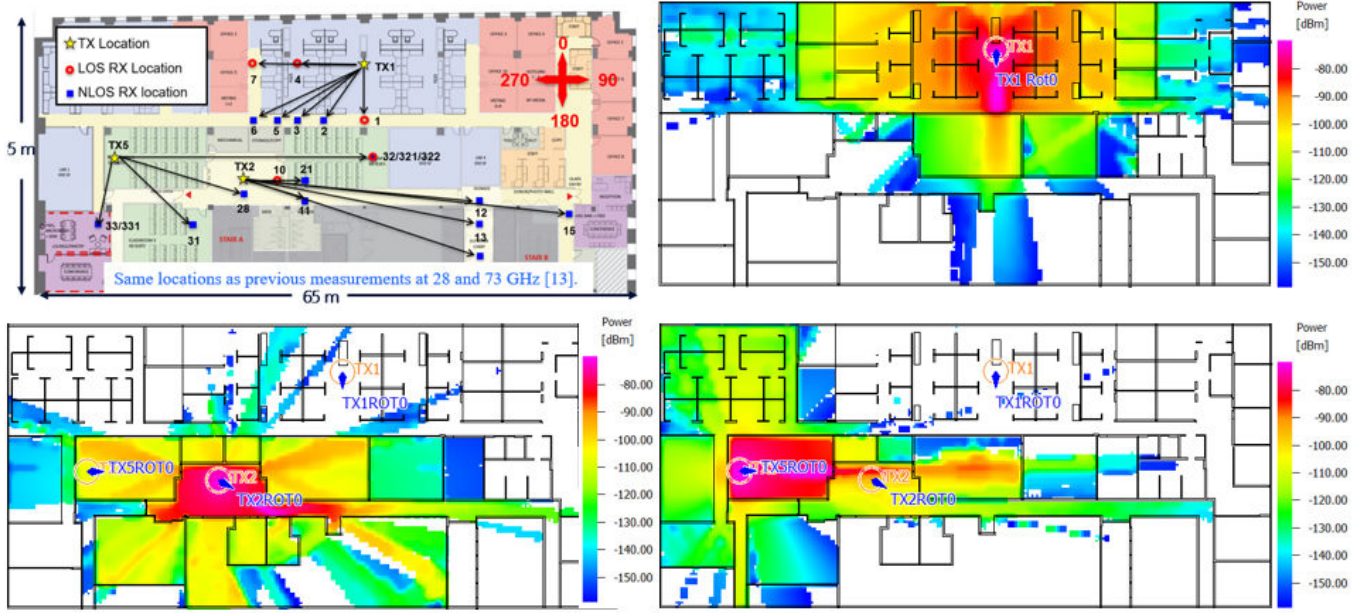 TX Location
LOS RX Location
NLOS RX location
7
4
TX1
0
270
90
180
6
5
3
2
1
5 m
TX5
32/321/322
TX2
10
21
28
11
12
13
15
33/331
31
STAIR A
STAIR B
Same locations as previous measurements at 28 and 73 GHz [13].
65 m
Power
[dBm]
TX1
TX1 Rot0
-80.00
-90.00
-100.00
-110.00
-120.00
-130.00
-140.00
-150.00
Power
[dBm]
TX1
TX1ROT0
TX5ROT0
TX2
TX2ROT0
-80.00
-90.00
-100.00
-110.00
-120.00
-130.00
-140.00
-150.00
Power
[dBm]
TX1
TX1ROT0
TX5ROT0
TX2
TX2ROT0
-80.00
-90.00
-100.00
-110.00
-120.00
-130.00
-140.00
-150.00